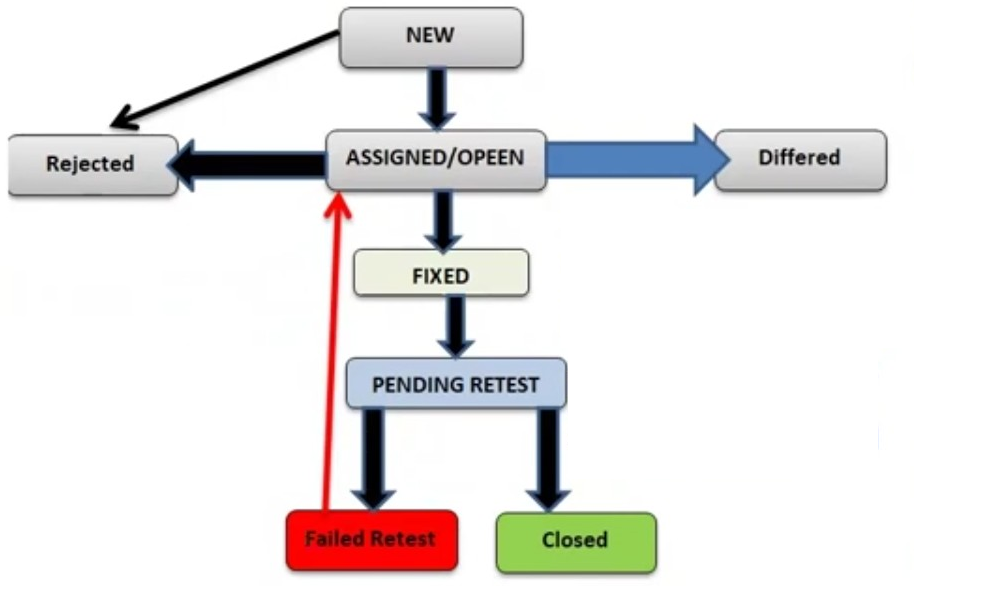 NEW
Rejected
ASSIGNED/OPEEN
Differed
FIXED
PENDING RETEST
Failed Retest
Closed